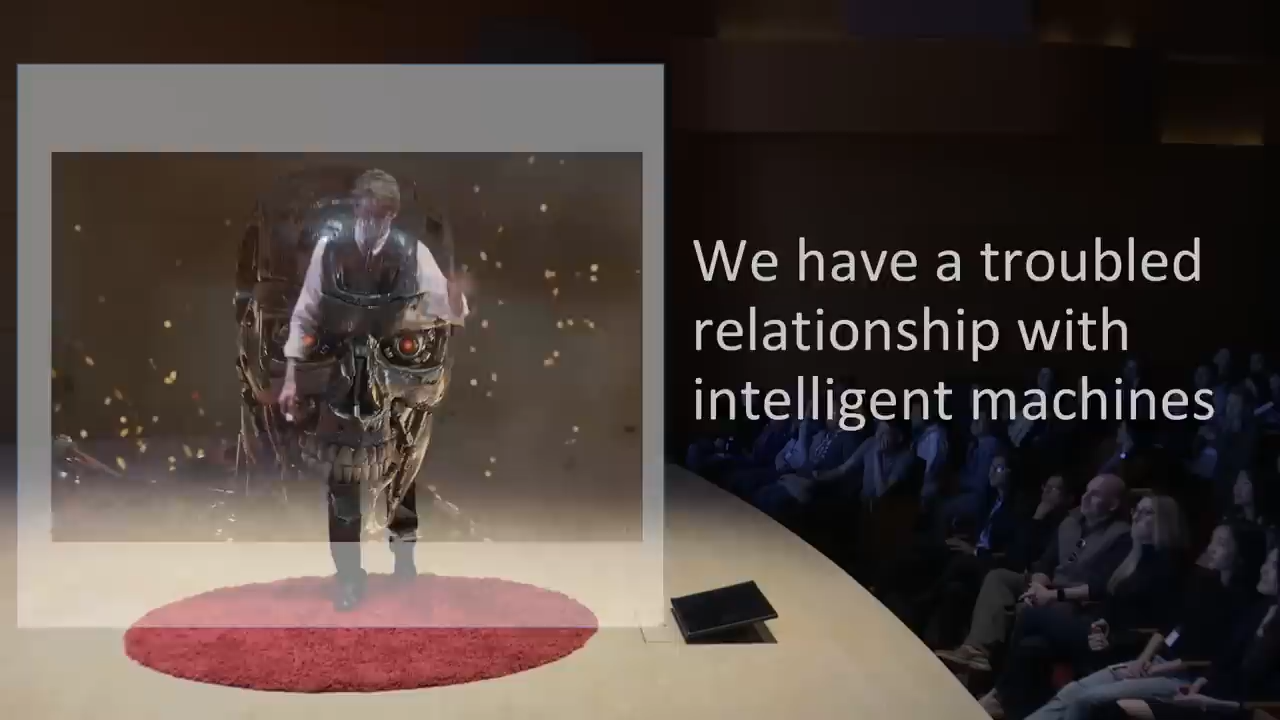 We have a troubled
relationship with
intelligent machines